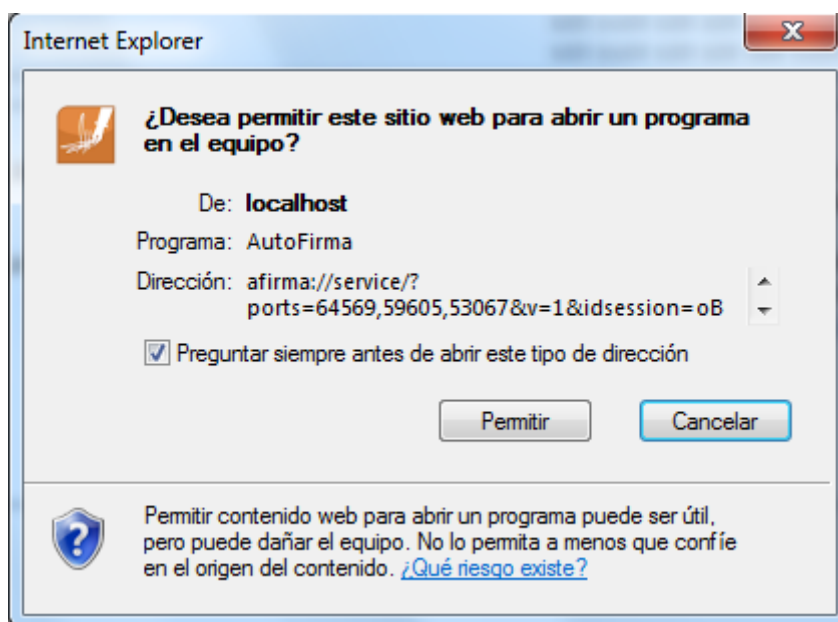 Internet Explorer
¿Desea permitir este sitio web para abrir un programa
en el equipo?
De: localhost
Programa: AutoFirma
Dirección: afirma://service/?
ports=64569,59605,53067&v=1&idsession=oB
Preguntar siempre antes de abrir este tipo de dirección
Permitir Cancelar
Permitir contenido web para abrir un programa puede ser útil,
pero puede dañar el equipo. No lo permita a menos que confíe
en el origen del contenido. ¿Qué riesgo existe?